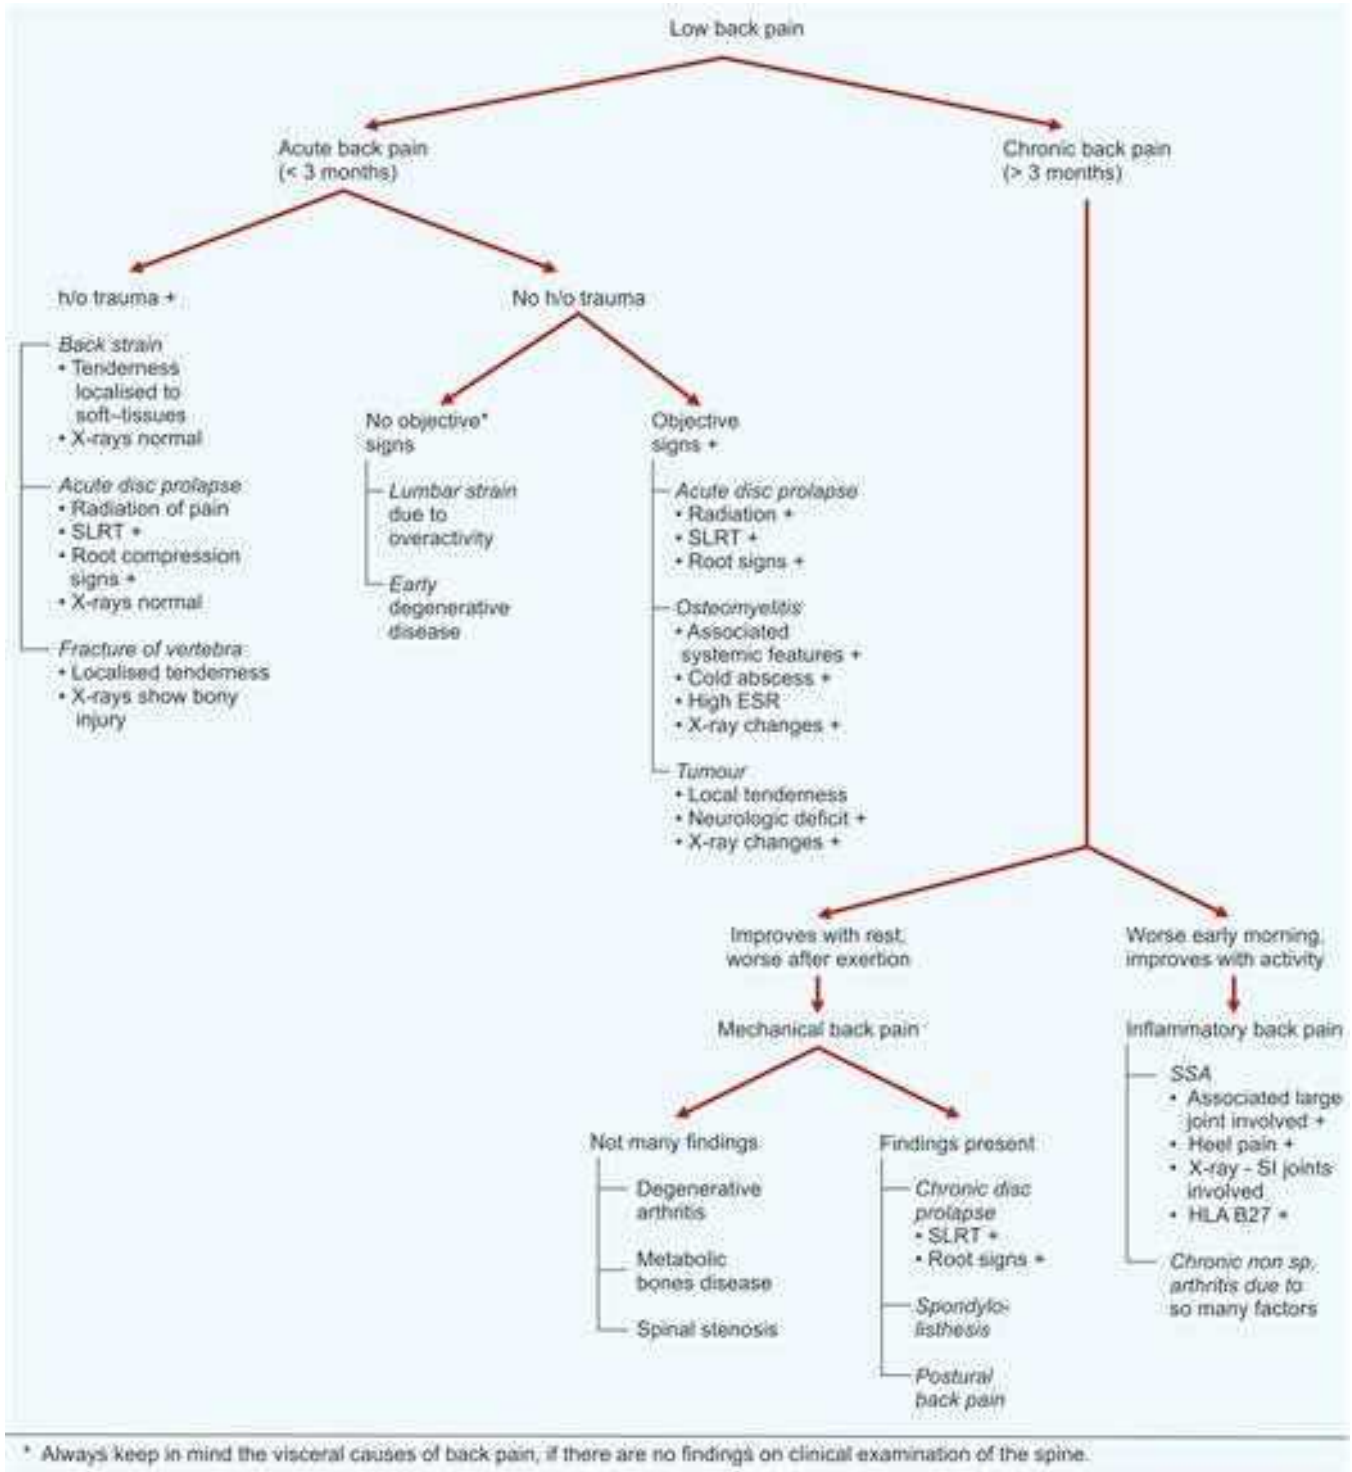 Low back pain
Acute back pain
(< 3 months)
Chronic back pain
(> 3 months)
h/o trauma +
No h/o trauma
Back strain
• Tenderness
localised to
soft-tissues
• X-rays normal
Acute disc prolapse
• Radiation of pain
• SLRT +
• Root compression
signs +
• X-rays normal
Fracture of vertebra
• Localised tenderness
• X-rays show bony
injury
No objective*
signs
Lumbar strain
due to
overactivity
Early
degenerative
disease
Objective
signs +
Acute disc prolapse
• Radiation +
• SLRT +
• Root signs +
Osteomyelitis
• Associated
systemic features +
• Cold abscess +
• High ESR
• X-ray changes +
Tumour
• Local tenderness
• Neurologic deficit +
• X-ray changes +
Improves with rest,
worse after exertion
Mechanical back pain
Not many findings
Degenerative
arthritis
Metabolic
bones disease
Spinal stenosis
Findings present
Chronic disc
prolapse
• SLRT +
• Root signs +
Spondylo-
listhesis
Postural
back pain
Worse early morning,
improves with activity
Inflammatory back pain
SSA
• Associated large
joint involved +
• Heel pain +
• X-ray - SI joints
involved
• HLA B27 +
Chronic non sp.
arthritis due to
so many factors
* Always keep in mind the visceral causes of back pain, if there are no findings on clinical examination of the spine.